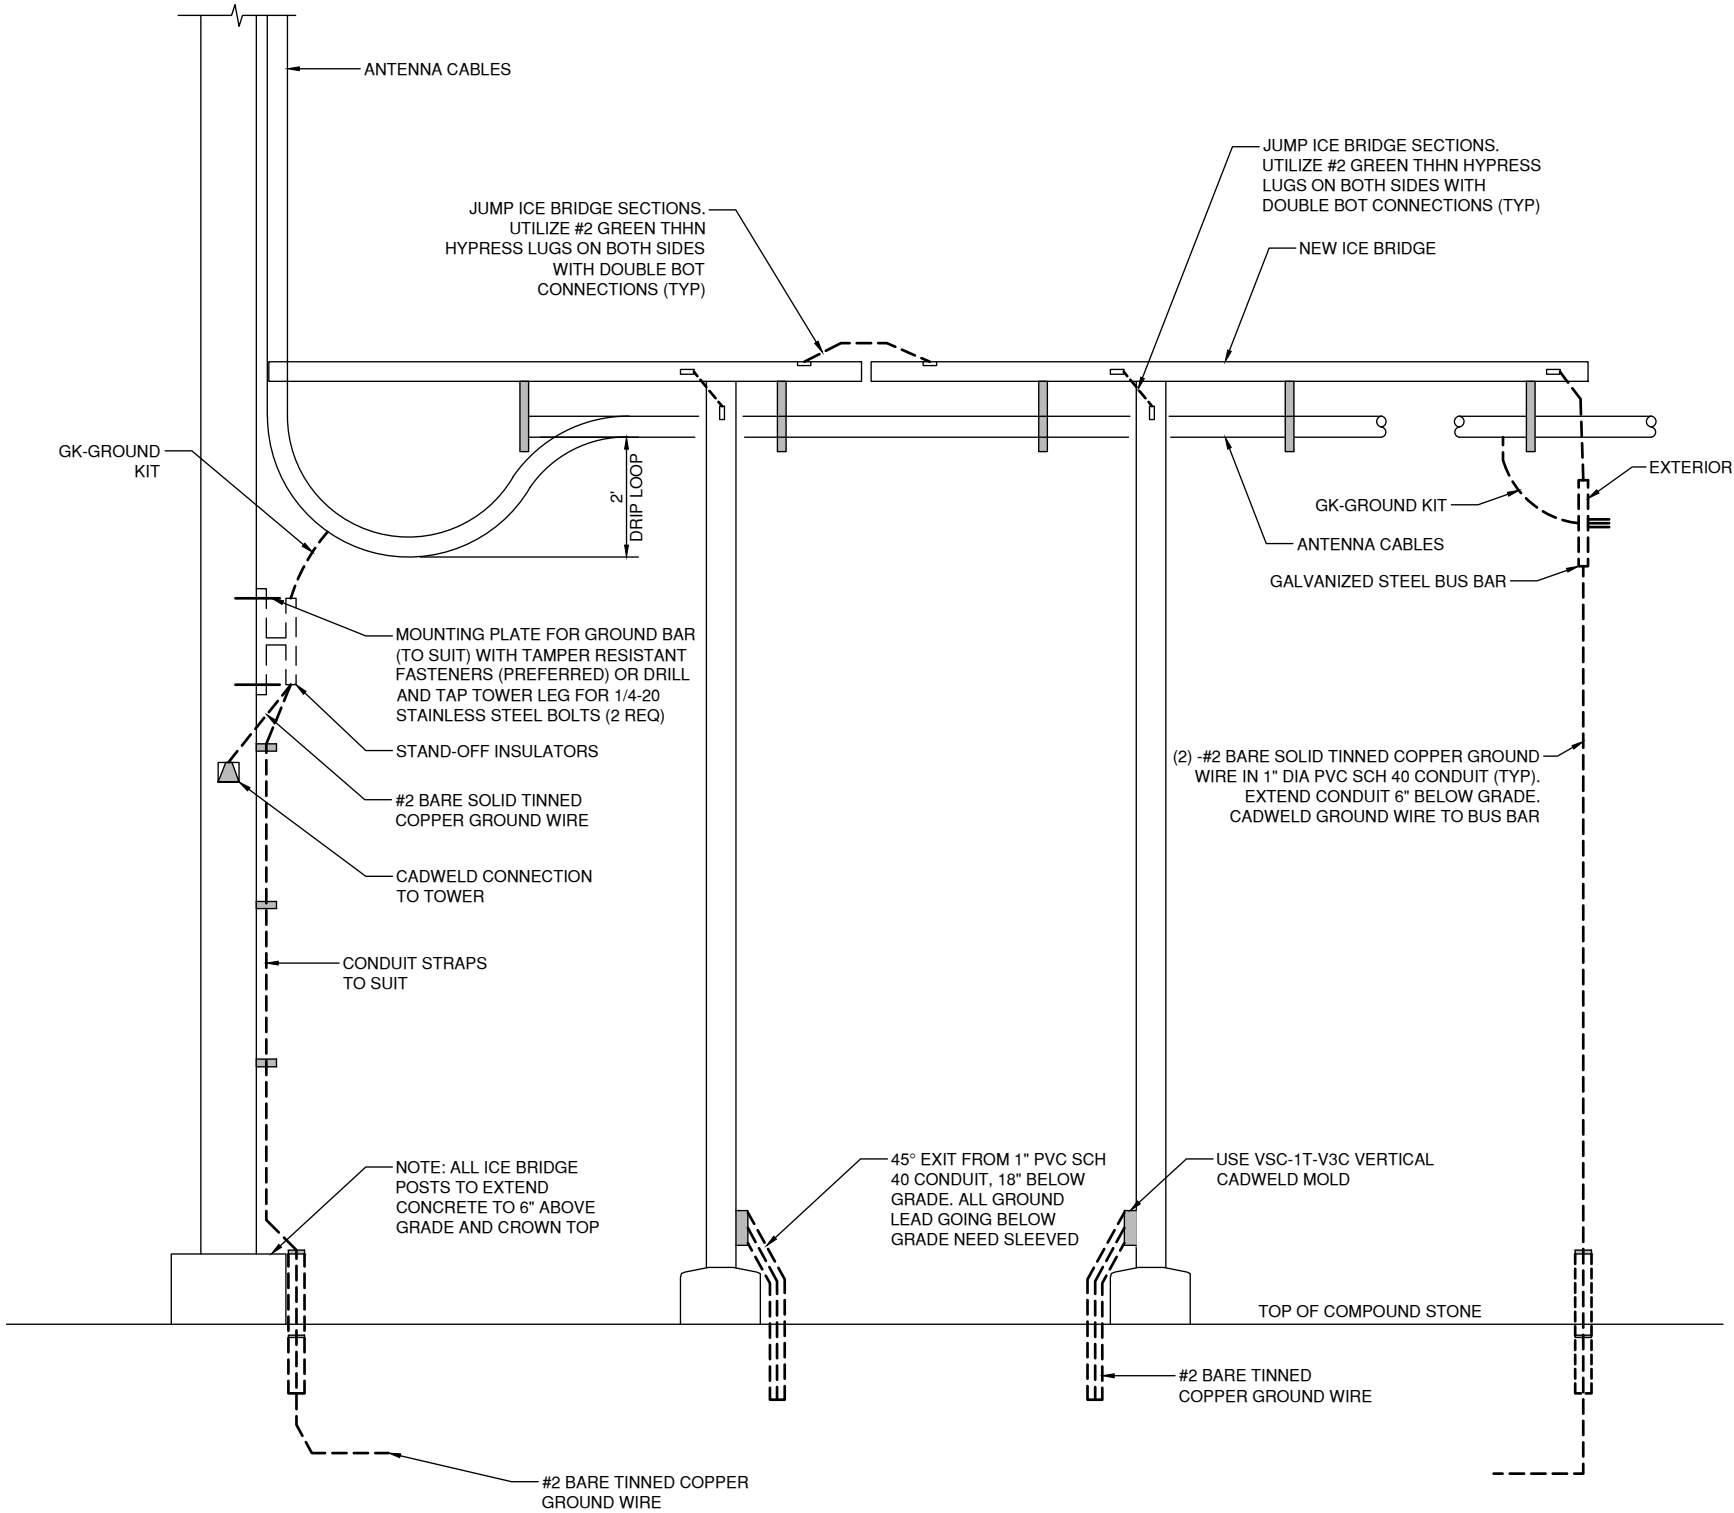 ANTENNA CABLES
JUMP ICE BRIDGE SECTIONS.
UTILIZE #2 GREEN THHN HYPRESS
LUGS ON BOTH SIDES WITH
DOUBLE BOT CONNECTIONS (TYP)
JUMP ICE BRIDGE SECTIONS.
UTILIZE #2 GREEN THHN
HYPRESS LUGS ON BOTH SIDES
WITH DOUBLE BOT
CONNECTIONS (TYP)
NEW ICE BRIDGE
GK-GROUND
KIT
2'
DRIP LOOP
EXTERIOR
GK-GROUND KIT
ANTENNA CABLES
GALVANIZED STEEL BUS BAR
MOUNTING PLATE FOR GROUND BAR
(TO SUIT) WITH TAMPER RESISTANT
FASTENERS (PREFERRED) OR DRILL
AND TAP TOWER LEG FOR 1/4-20
STAINLESS STEEL BOLTS (2 REQ)
STAND-OFF INSULATORS
#2 BARE SOLID TINNED
COPPER GROUND WIRE
(2) -#2 BARE SOLID TINNED COPPER GROUND
WIRE IN 1" DIA PVC SCH 40 CONDUIT (TYP).
EXTEND CONDUIT 6" BELOW GRADE.
CADWELD GROUND WIRE TO BUS BAR
CADWELD CONNECTION
TO TOWER
CONDUIT STRAPS
TO SUIT
NOTE: ALL ICE BRIDGE
POSTS TO EXTEND
CONCRETE TO 6" ABOVE
GRADE AND CROWN TOP
45° EXIT FROM 1" PVC SCH
40 CONDUIT, 18" BELOW
GRADE. ALL GROUND
LEAD GOING BELOW
GRADE NEED SLEEVED
USE VSC-1T-V3C VERTICAL
CADWELD MOLD
TOP OF COMPOUND STONE
#2 BARE TINNED
COPPER GROUND WIRE
#2 BARE TINNED COPPER
GROUND WIRE